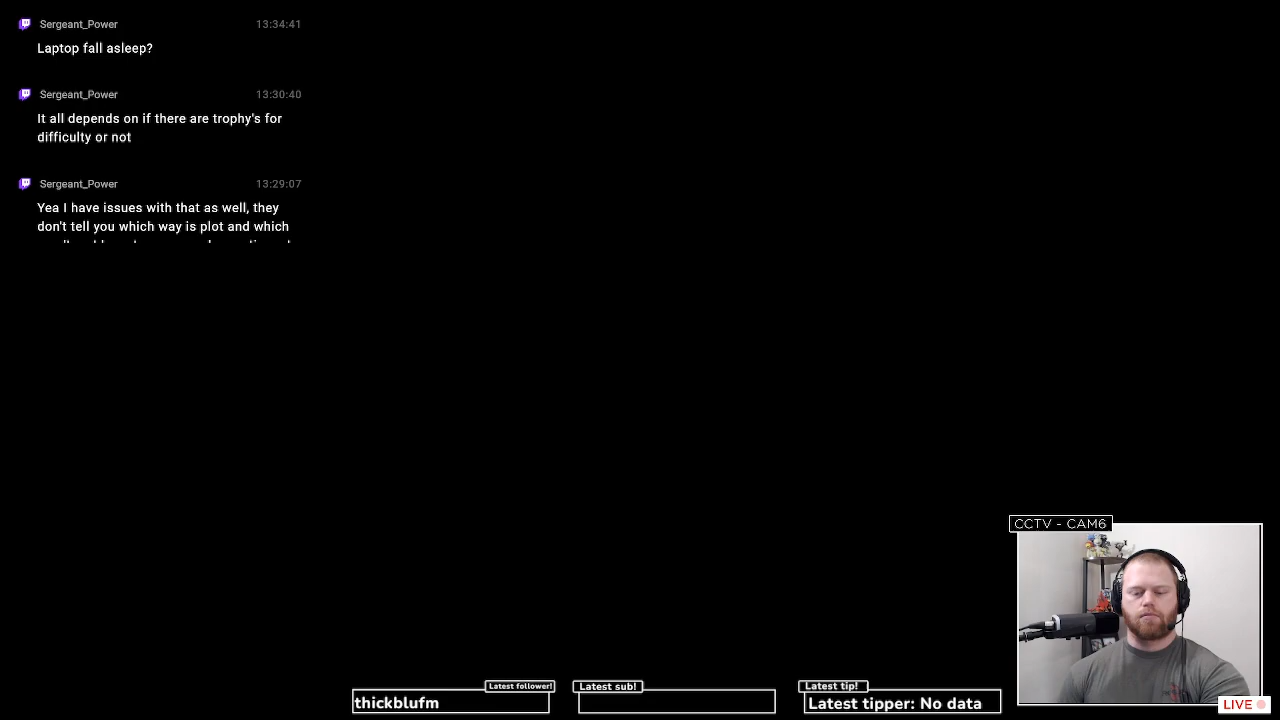 Sergeant_Power 13:34:41
Laptop fall asleep?
Sergeant_Power 13:30:40
It all depends on if there are trophy's for
difficulty or not
Sergeant_Power 13:29:07
Yea I have issues with that as well, they
don't tell you which way is plot and which
CCTV - CAM6
Latest follower!
thickblufm
Latest sub!
Latest tip!
Latest tipper: No data
LIVE